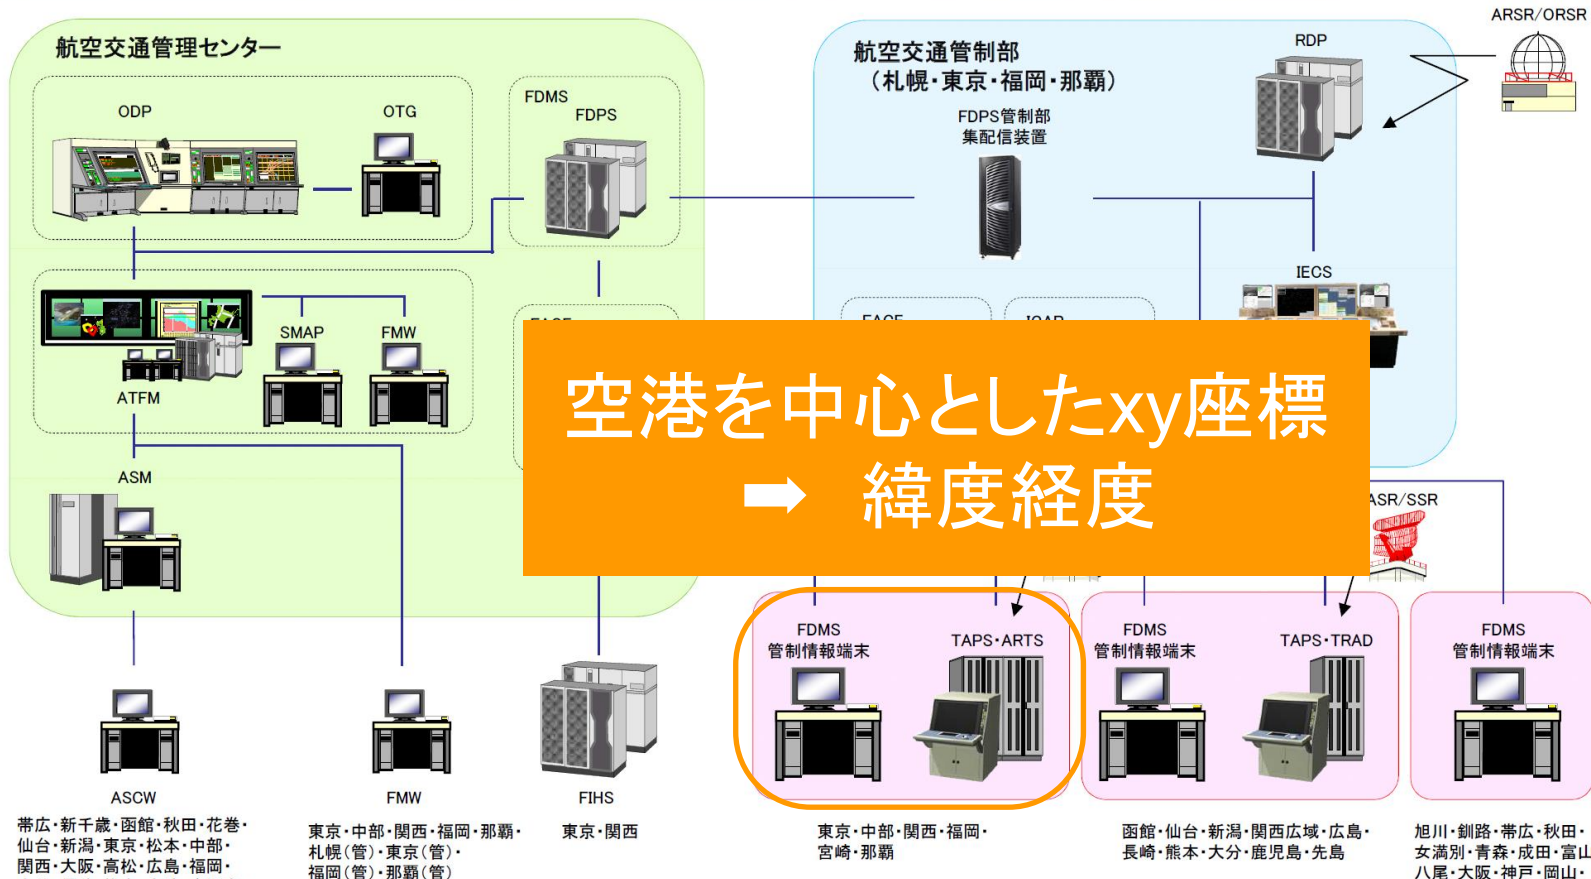 航空交通管理センター
ODP
OTG
FDMS
FDPS
SMAP
FMW
ATFM
ASM
航空交通管制部
（札幌・東京・福岡・那覇）
FDPS管制部
集配信装置
RDP
ARSR/ORSR
IECS
空港を中心としたxy座標
➡ 緯度経度
ASR/SSR
FDMS
管制情報端末
TAPS・ARTS
FDMS
管制情報端末
TAPS・TRAD
FDMS
管制情報端末
ASCW
帯広・新千歳・函館・秋田・花巻・
仙台・新潟・東京・松本・中部・
関西・大阪・高松・広島・福岡・
FMW
東京・中部・関西・福岡・那覇・
札幌（管）・東京（管）・
福岡（管）・那覇（管）
FIHS
東京・関西
東京・中部・関西・福岡・
宮崎・那覇
函館・仙台・新潟・関西広域・広島・
長崎・熊本・大分・鹿児島・先島
旭川・釧路・帯広・秋田・
女満別・青森・成田・富山
八尾・大阪・神戸・岡山・